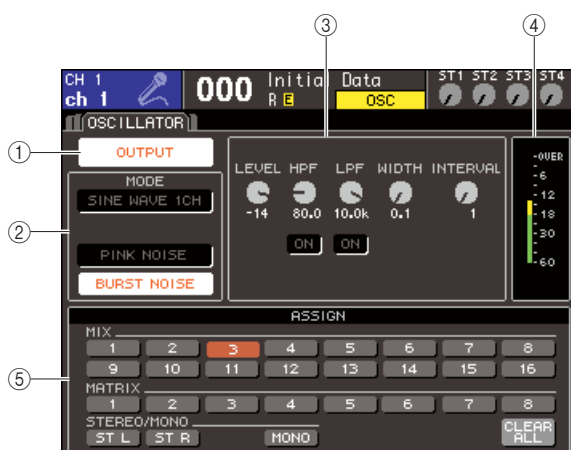 ③ ④
CH 1
ch 1
000
Initial Data
R E
OSC
ST1 ST2 ST3 ST4
OSCILLATOR
①
OUTPUT
②
MODE
SINE WAVE 1CH
PINK NOISE
BURST NOISE
LEVEL HPF LPF WIDTH INTERVAL
-14 80.0 10.0k 0.1 1
ON ON
-OVER
-6
-12
-18
-30
-60
⑤
ASSIGN
MIX
1 2 3 4 5 6 7 8
9 10 11 12 13 14 15 16
MATRIX
1 2 3 4 5 6 7 8
STEREO/MONO
ST L ST R MONO
CLEAR
ALL